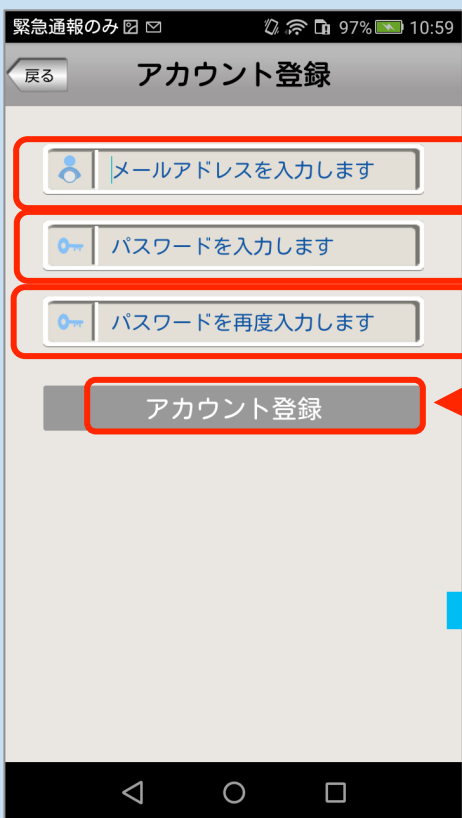 緊急通報のみ 97% 10:59
戻る アカウント登録
メールアドレスを入力します
パスワードを入力します
パスワードを再度入力します
アカウント登録